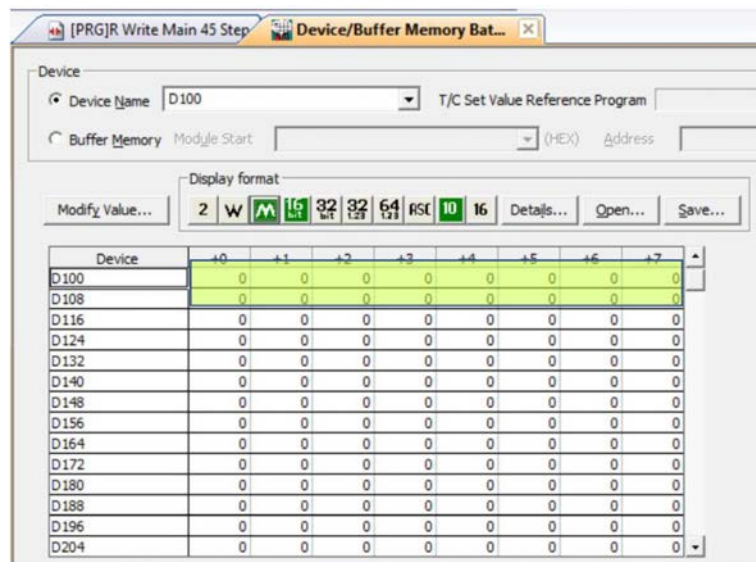 [PRG]R Write Main 45 Step Device/Buffer Memory Bat...
Device
Device Name D100 T/C Set Value Reference Program
Buffer Memory Module Start (HEX) Address
Display format
Modify Value... 2 W M 16 bit 32 bit 32 1.23 64 1.23 ASC 10 16 Details... Open... Save...
Device +0 +1 +2 +3 +4 +5 +6 +7
D100 0 0 0 0 0 0 0 0
D108 0 0 0 0 0 0 0 0
D116 0 0 0 0 0 0 0 0
D124 0 0 0 0 0 0 0 0
D132 0 0 0 0 0 0 0 0
D140 0 0 0 0 0 0 0 0
D148 0 0 0 0 0 0 0 0
D156 0 0 0 0 0 0 0 0
D164 0 0 0 0 0 0 0 0
D172 0 0 0 0 0 0 0 0
D180 0 0 0 0 0 0 0 0
D188 0 0 0 0 0 0 0 0
D196 0 0 0 0 0 0 0 0
D204 0 0 0 0 0 0 0 0